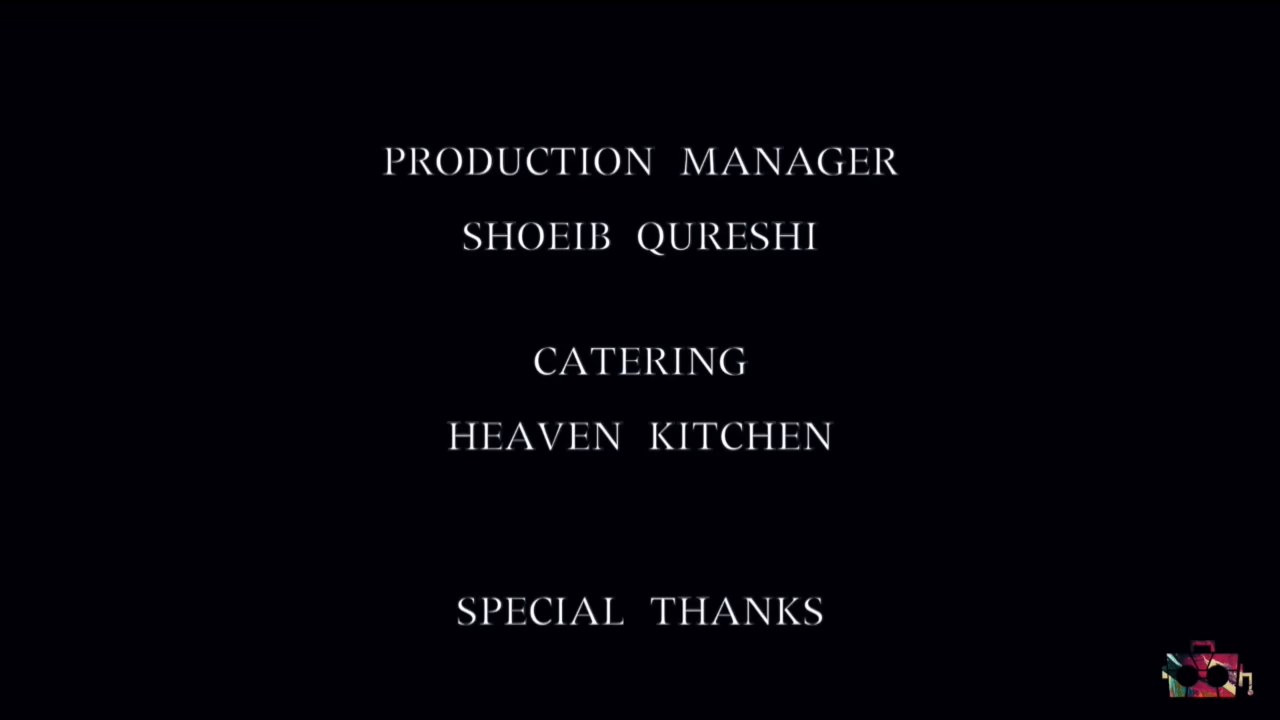 PRODUCTION MANAGER
SHOEIB QURESHI
CATERING
HEAVEN KITCHEN
SPECIAL THANKS